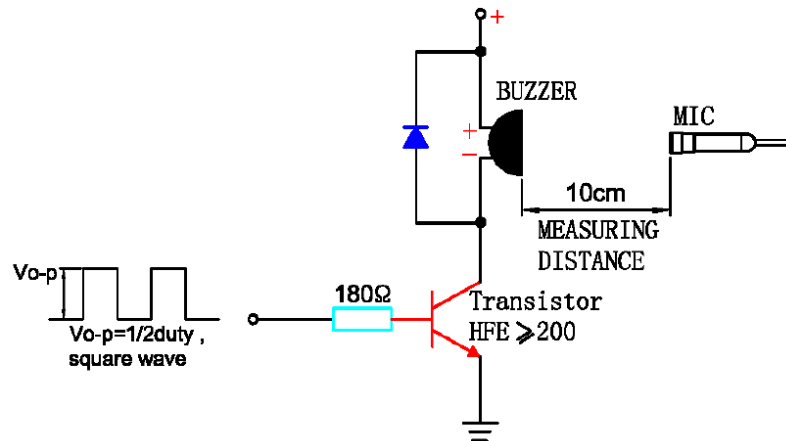 +
BUZZER
+
−
MIC
10cm
MEASURING
DISTANCE
Vo-p
Vo-p=1/2duty ,
square wave
180Ω
Transistor
HFE ⩾200